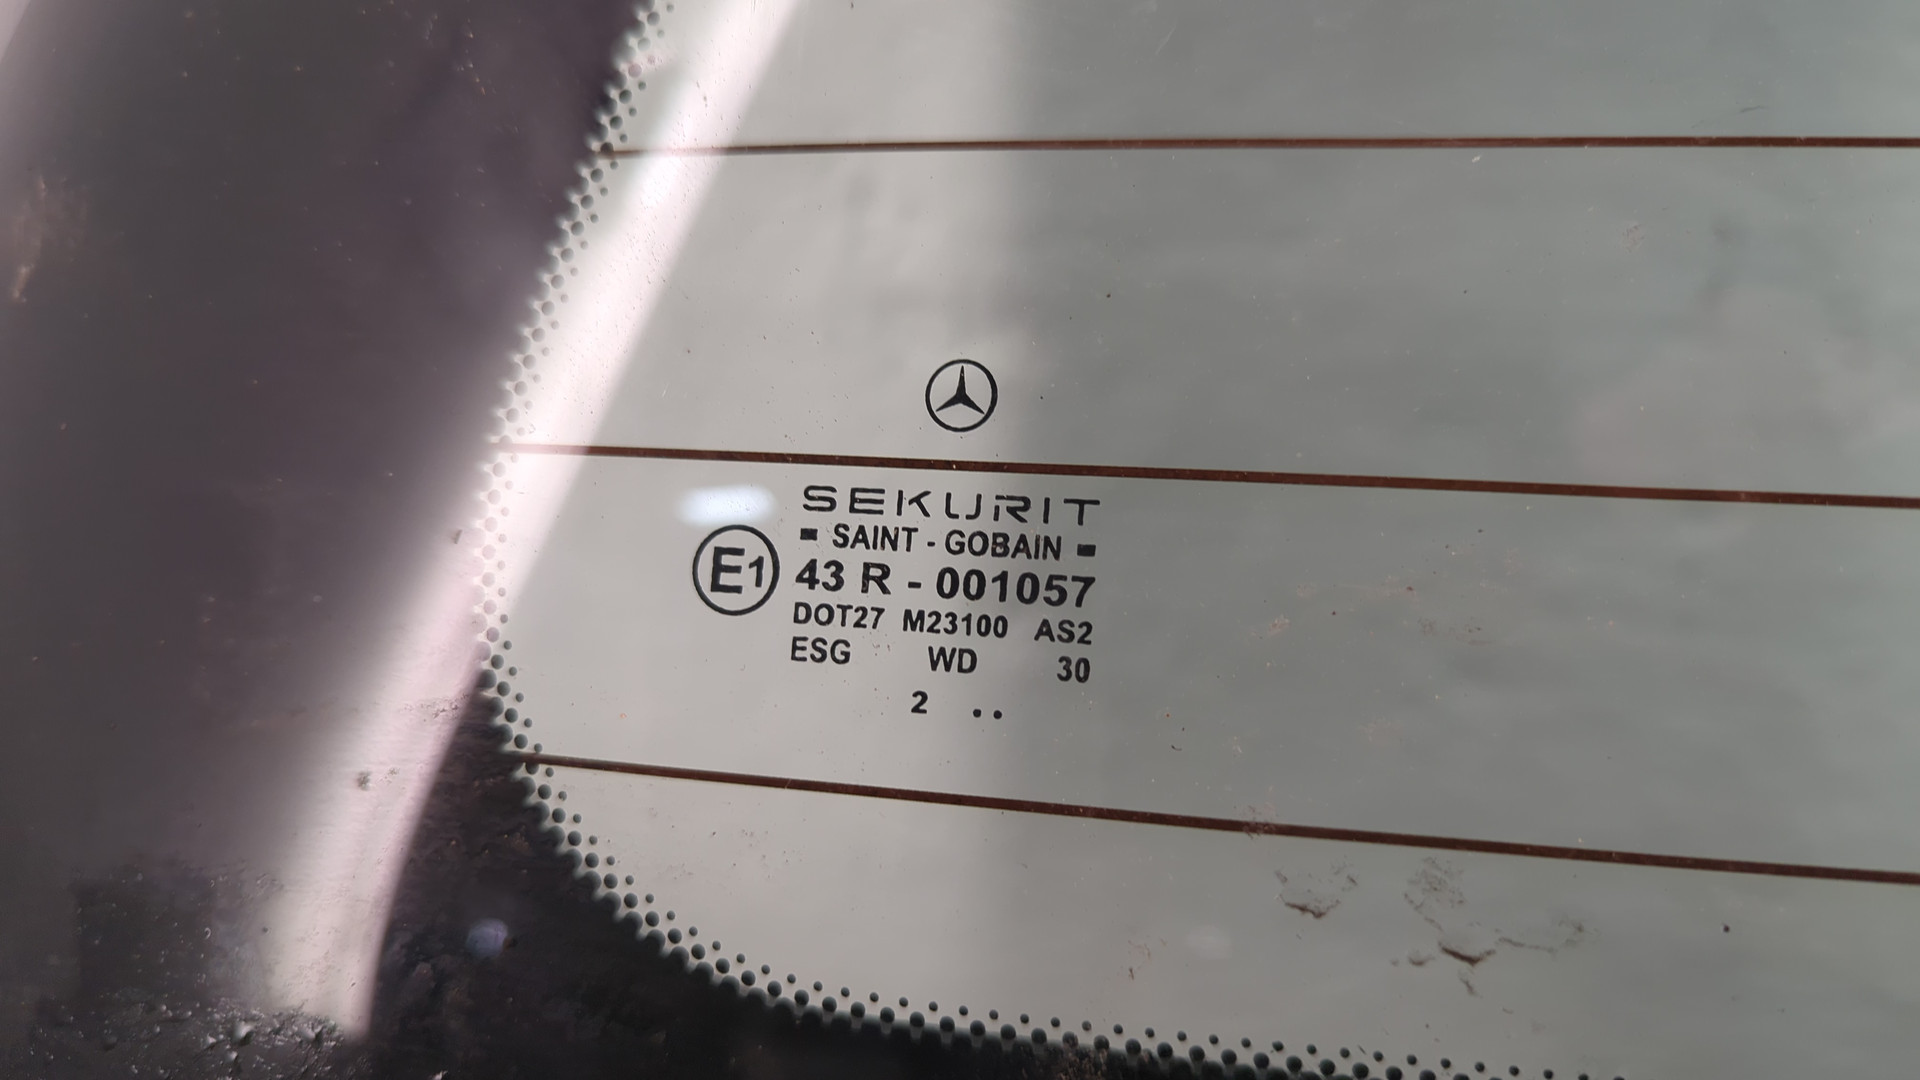 SEKURIT
- SAINT - GOBAIN -
E1 43 R - 001057
DOT27 M23100 AS2
ESG WD 30
2 ..